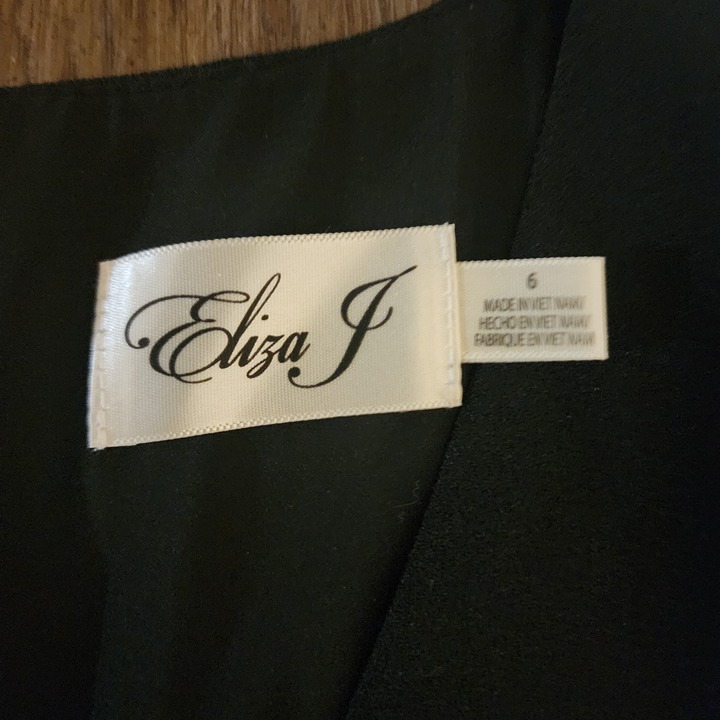 Eliza J
6
MADE IN VIET NAM/
HECHO EN VIET NAM/
FABRIQUE EN VIET NAM